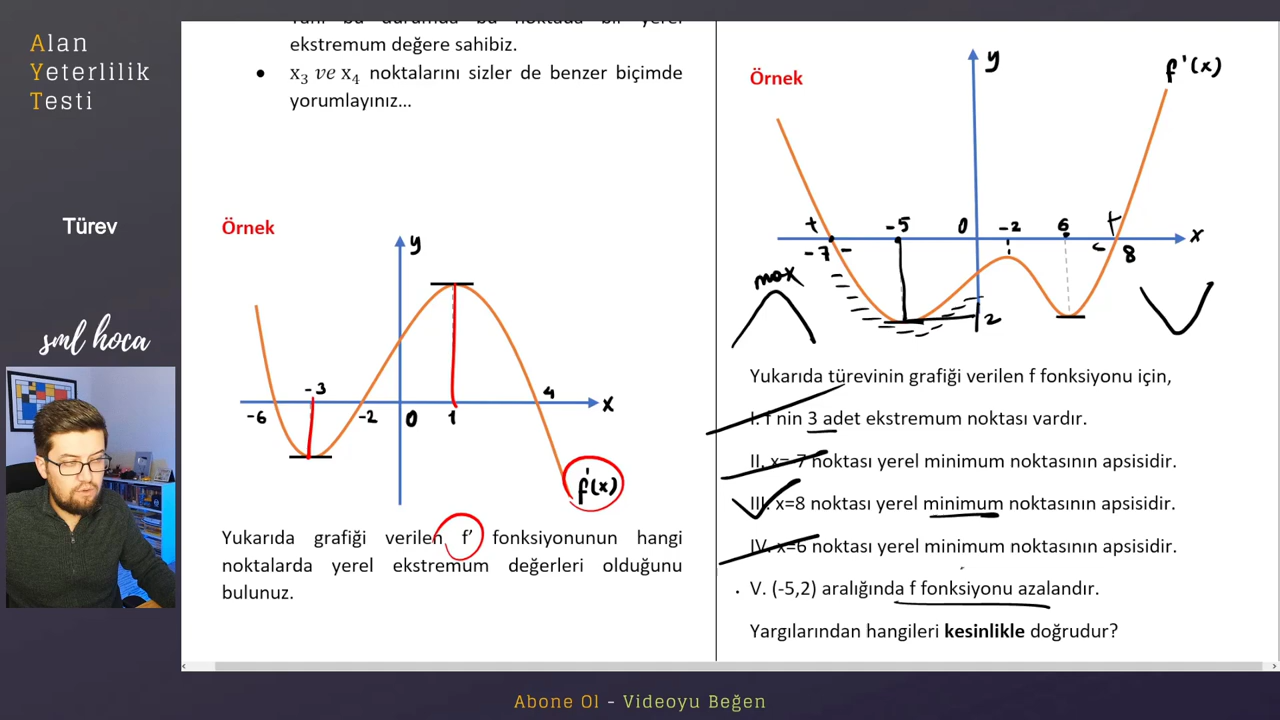 Alan
Yeterlilik
Testi
Türev
sml hoca
ekstremum değere sahibiz.
• x₃ ve x₄ noktalarını sizler de benzer biçimde
yorumlayınız...
Örnek
y
-3
4
-6
-2
0
1
x
f'(x)
Yukarıda grafiği verilen f' fonksiyonunun hangi
noktalarda yerel ekstremum değerleri olduğunu
bulunuz.
Örnek
y
f'(x)
+
-5
0
-2
6
+
x
-7
-
8
max
2
Yukarıda türevinin grafiği verilen f fonksiyonu için,
I. f nin 3 adet ekstremum noktası vardır.
II. x=-7 noktası yerel minimum noktasının apsisidir.
III. x=8 noktası yerel minimum noktasının apsisidir.
IV. x=6 noktası yerel minimum noktasının apsisidir.
V. (-5,2) aralığında f fonksiyonu azalandır.
Yargılarından hangileri kesinlikle doğrudur?
Abone Ol - Videoyu Beğen